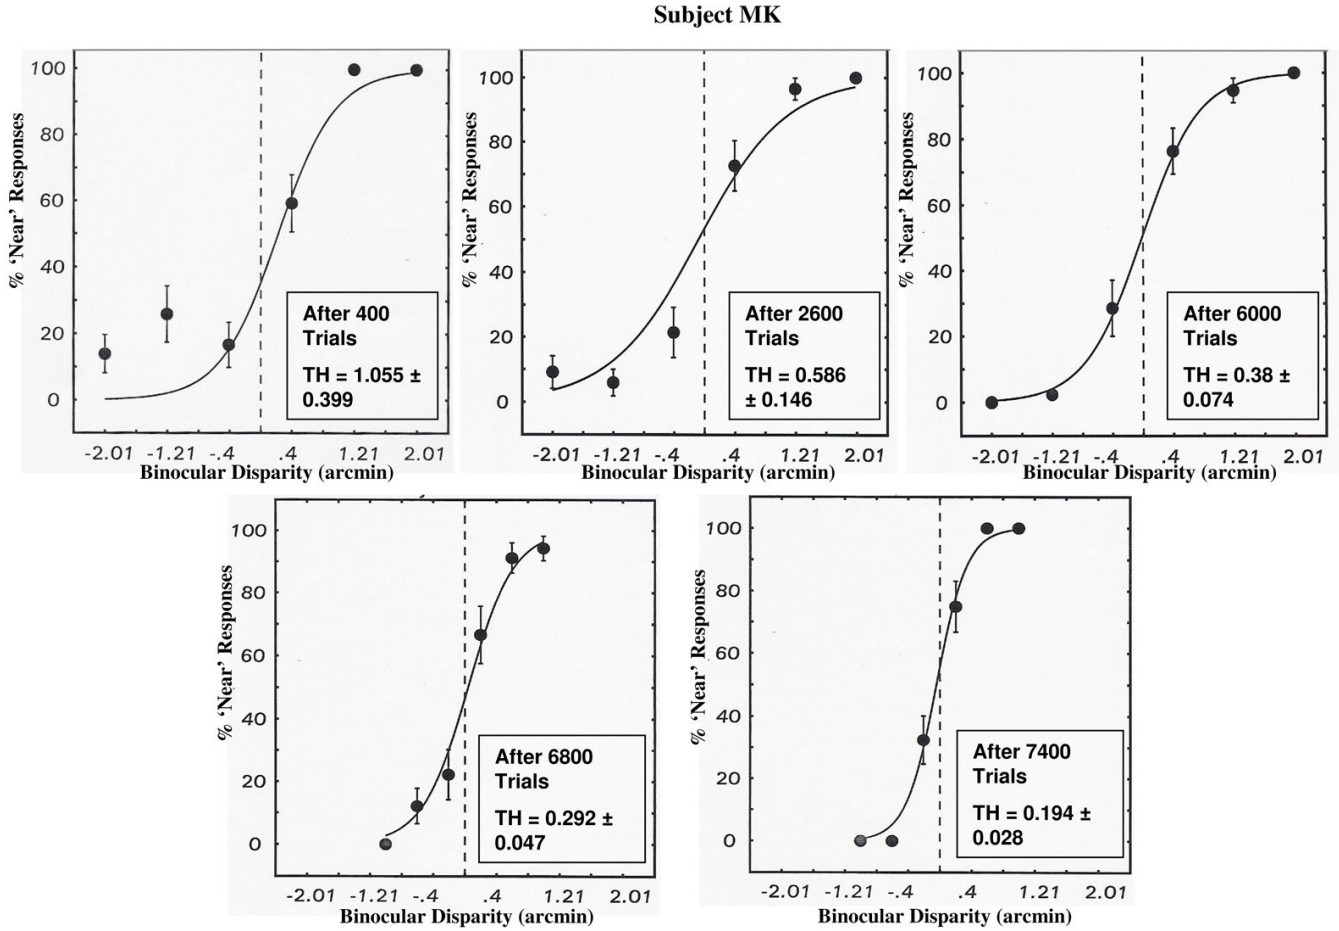 Subject MK
% 'Near' Responses
100
80
60
40
20
0
After 400
Trials
TH = 1.055 ±
0.399
-2.01 -1.21 -.4 .4 1.21 2.01
Binocular Disparity (arcmin)
% 'Near' Responses
100
80
60
40
20
0
After 2600
Trials
TH = 0.586
± 0.146
-2.01 -1.21 -.4 .4 1.21 2.01
Binocular Disparity (arcmin)
% 'Near' Responses
100
80
60
40
20
0
After 6000
Trials
TH = 0.38 ±
0.074
-2.01 -1.21 -.4 .4 1.21 2.01
Binocular Disparity (arcmin)
% 'Near' Responses
100
80
60
40
20
0
After 6800
Trials
TH = 0.292 ±
0.047
-2.01 -1.21 -.4 .4 1.21 2.01
Binocular Disparity (arcmin)
% 'Near' Responses
100
80
60
40
20
0
After 7400
Trials
TH = 0.194 ±
0.028
-2.01 -1.21 -.4 .4 1.21 2.01
Binocular Disparity (arcmin)